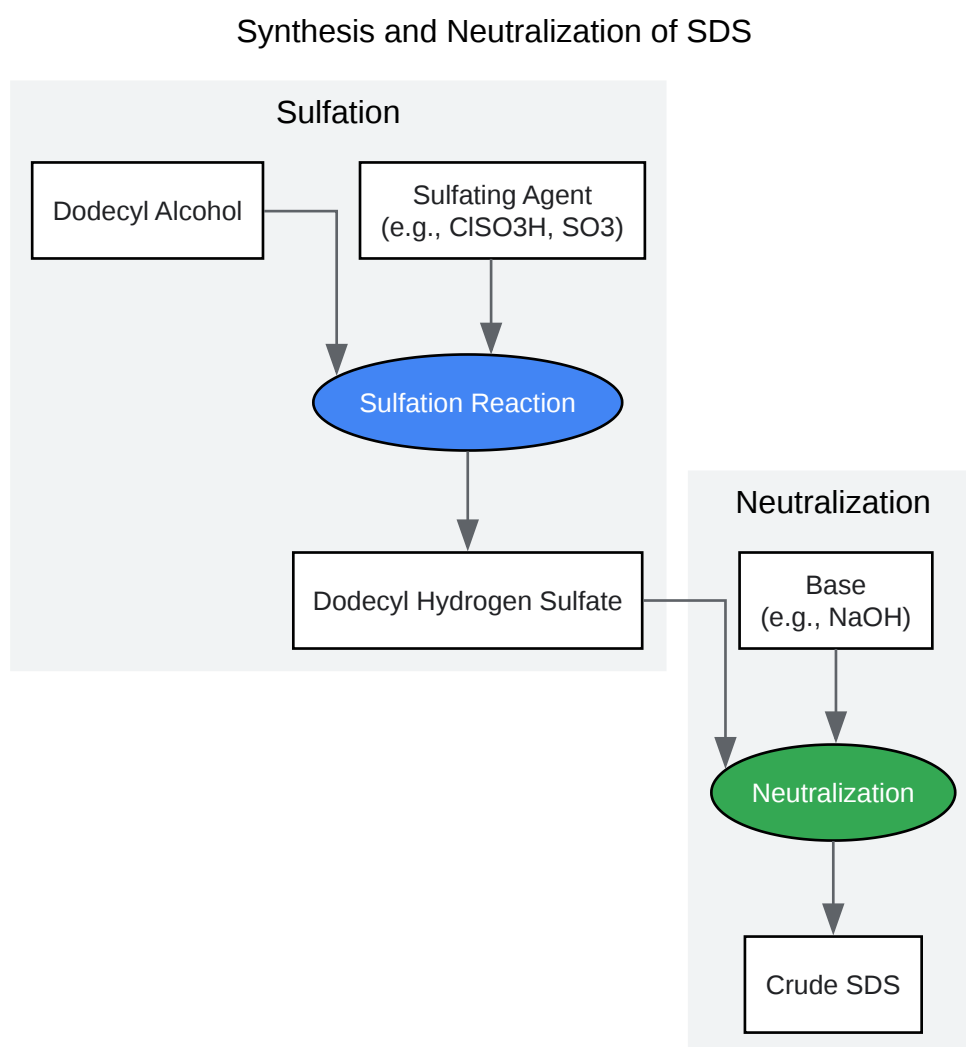 Synthesis and Neutralization of SDS
Sulfation
Dodecyl Alcohol
Sulfating Agent
(e.g., ClSO3H, SO3)
Sulfation Reaction
Dodecyl Hydrogen Sulfate
Neutralization
Base
(e.g., NaOH)
Neutralization
Crude SDS